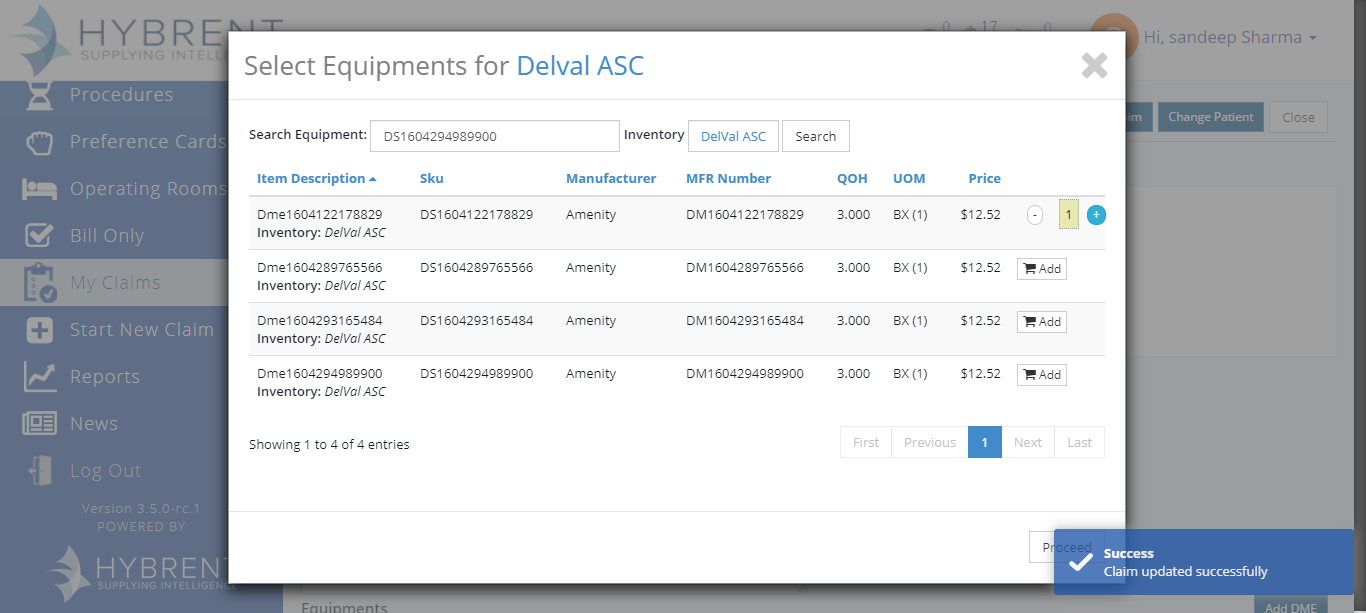 HYBRENT
SUPPLYING INTELLI
0 17 0
Hi, sandeep Sharma
Procedures
Preference Cards
Operating Rooms
Bill Only
My Claims
Start New Claim
Reports
News
Log Out
Version 3.5.0-rc.1
POWERED BY
HYBRENT
SUPPLYING INTELLIGENCE
im
Change Patient
Close
Select Equipments for Delval ASC
Search Equipment: DS1604294989900 Inventory DelVal ASC Search
Item Description Sku Manufacturer MFR Number QOH UOM Price
Dme1604122178829 DS1604122178829 Amenity DM1604122178829 3.000 BX (1) $12.52 - 1 +
Inventory: DelVal ASC
Dme1604289765566 DS1604289765566 Amenity DM1604289765566 3.000 BX (1) $12.52 Add
Inventory: DelVal ASC
Dme1604293165484 DS1604293165484 Amenity DM1604293165484 3.000 BX (1) $12.52 Add
Inventory: DelVal ASC
Dme1604294989900 DS1604294989900 Amenity DM1604294989900 3.000 BX (1) $12.52 Add
Inventory: DelVal ASC
Showing 1 to 4 of 4 entries
First Previous 1 Next Last
Proceed
Success
Claim updated successfully
Equipments
Add DME